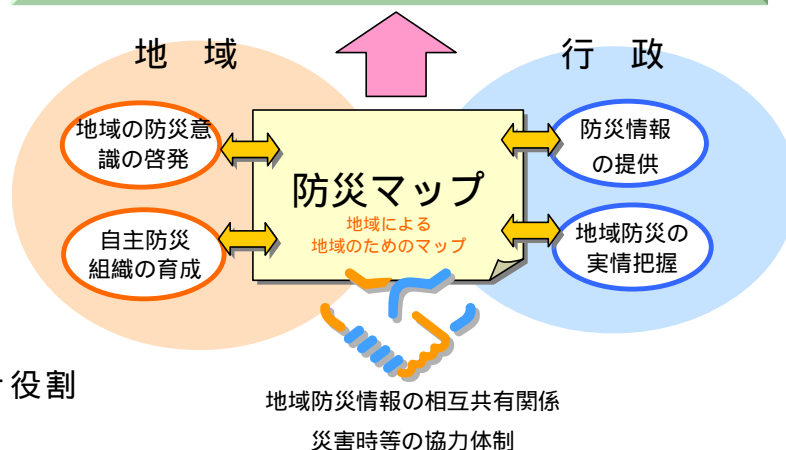 地　域
行　政
地域の防災意
識の啓発
自主防災
組織の育成
防災マップ
地域による
地域のためのマップ
防災情報
の提供
地域防災の
実情把握
役割
地域防災情報の相互共有関係
災害時等の協力体制